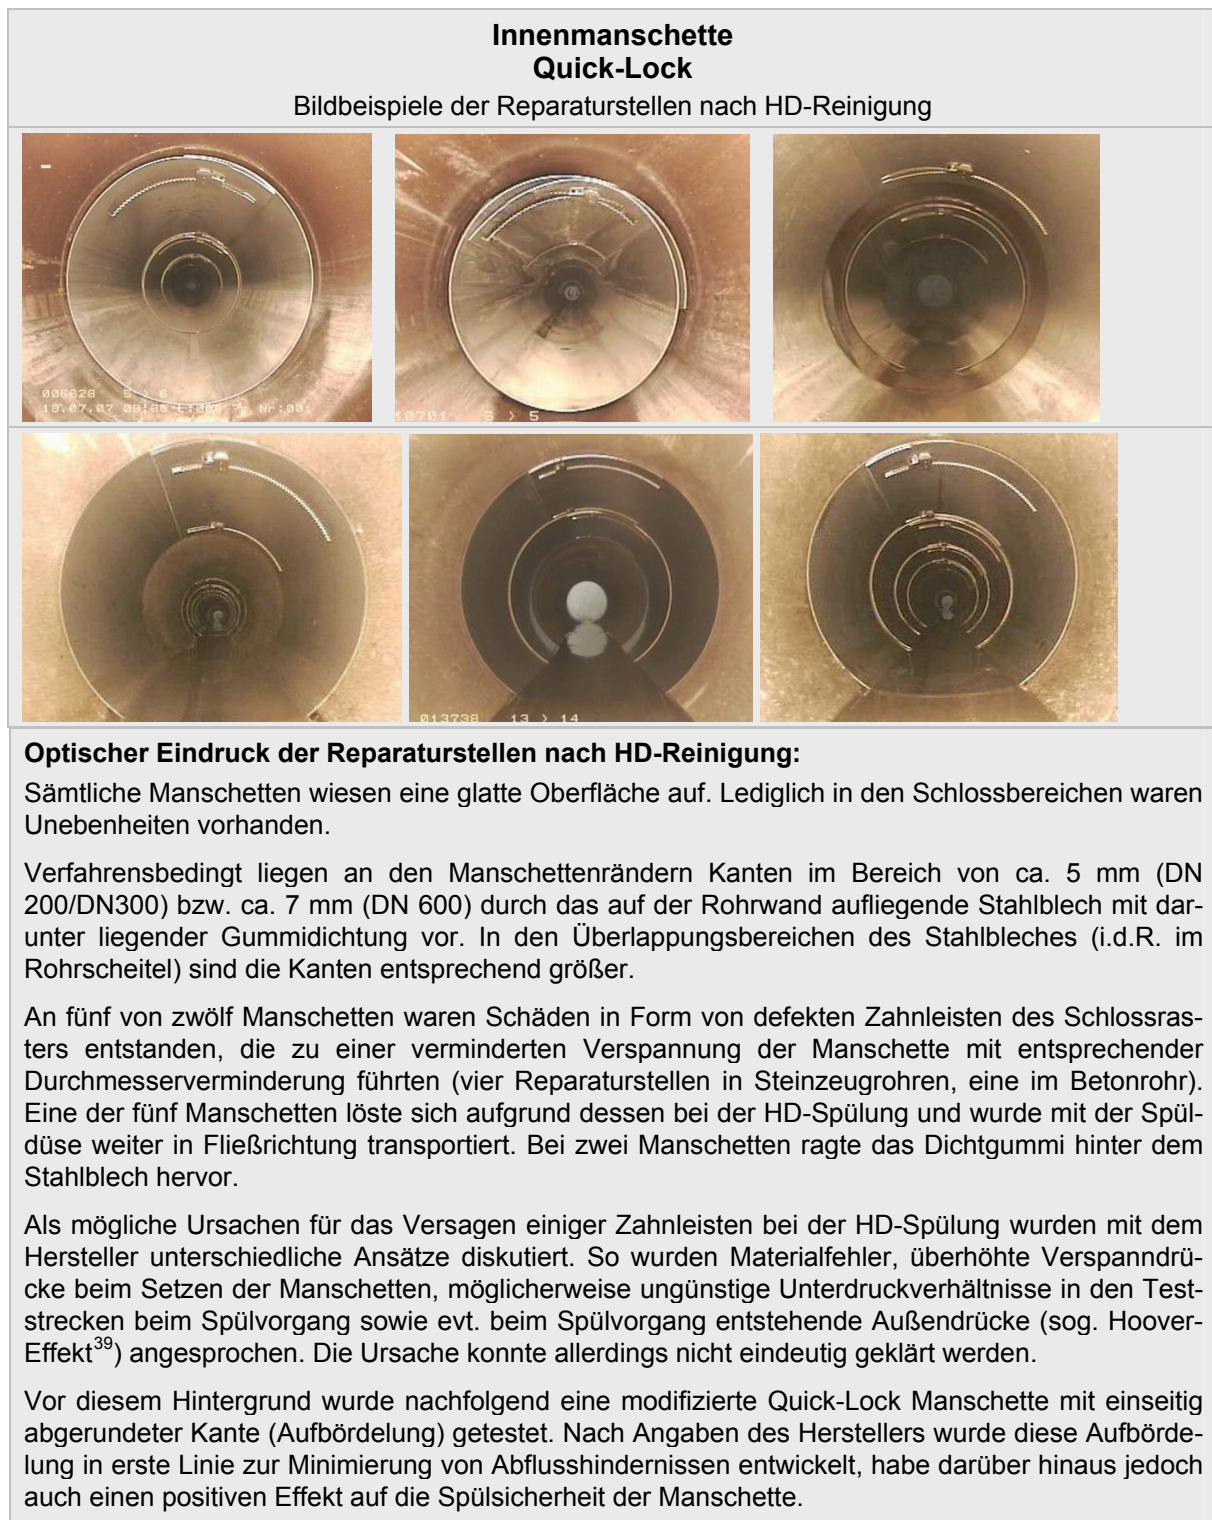 Innenmanschette
Quick-Lock
Bildbeispiele der Reparaturstellen nach HD-Reinigung
10701 6 > 5
013738 13 > 14
Optischer Eindruck der Reparaturstellen nach HD-Reinigung:
Sämtliche Manschetten wiesen eine glatte Oberfläche auf. Lediglich in den Schlossbereichen waren
Unebenheiten vorhanden.
Verfahrensbedingt liegen an den Manschettenrändern Kanten im Bereich von ca. 5 mm (DN
200/DN300) bzw. ca. 7 mm (DN 600) durch das auf der Rohrwand aufliegende Stahlblech mit dar-
unter liegender Gummidichtung vor. In den Überlappungsbereichen des Stahlbleches (i.d.R. im
Rohrscheitel) sind die Kanten entsprechend größer.
An fünf von zwölf Manschetten waren Schäden in Form von defekten Zahnleisten des Schlossras-
ters entstanden, die zu einer verminderten Verspannung der Manschette mit entsprechender
Durchmesserverminderung führten (vier Reparaturstellen in Steinzeugrohren, eine im Betonrohr).
Eine der fünf Manschetten löste sich aufgrund dessen bei der HD-Spülung und wurde mit der Spül-
düse weiter in Fließrichtung transportiert. Bei zwei Manschetten ragte das Dichtgummi hinter dem
Stahlblech hervor.
Als mögliche Ursachen für das Versagen einiger Zahnleisten bei der HD-Spülung wurden mit dem
Hersteller unterschiedliche Ansätze diskutiert. So wurden Materialfehler, überhöhte Verspanndrü-
cke beim Setzen der Manschetten, möglicherweise ungünstige Unterdruckverhältnisse in den Test-
strecken beim Spülvorgang sowie evt. beim Spülvorgang entstehende Außendrücke (sog. Hoover-
Effekt39) angesprochen. Die Ursache konnte allerdings nicht eindeutig geklärt werden.
Vor diesem Hintergrund wurde nachfolgend eine modifizierte Quick-Lock Manschette mit einseitig
abgerundeter Kante (Aufbördelung) getestet. Nach Angaben des Herstellers wurde diese Aufbörde-
lung in erste Linie zur Minimierung von Abflusshindernissen entwickelt, habe darüber hinaus jedoch
auch einen positiven Effekt auf die Spülsicherheit der Manschette.